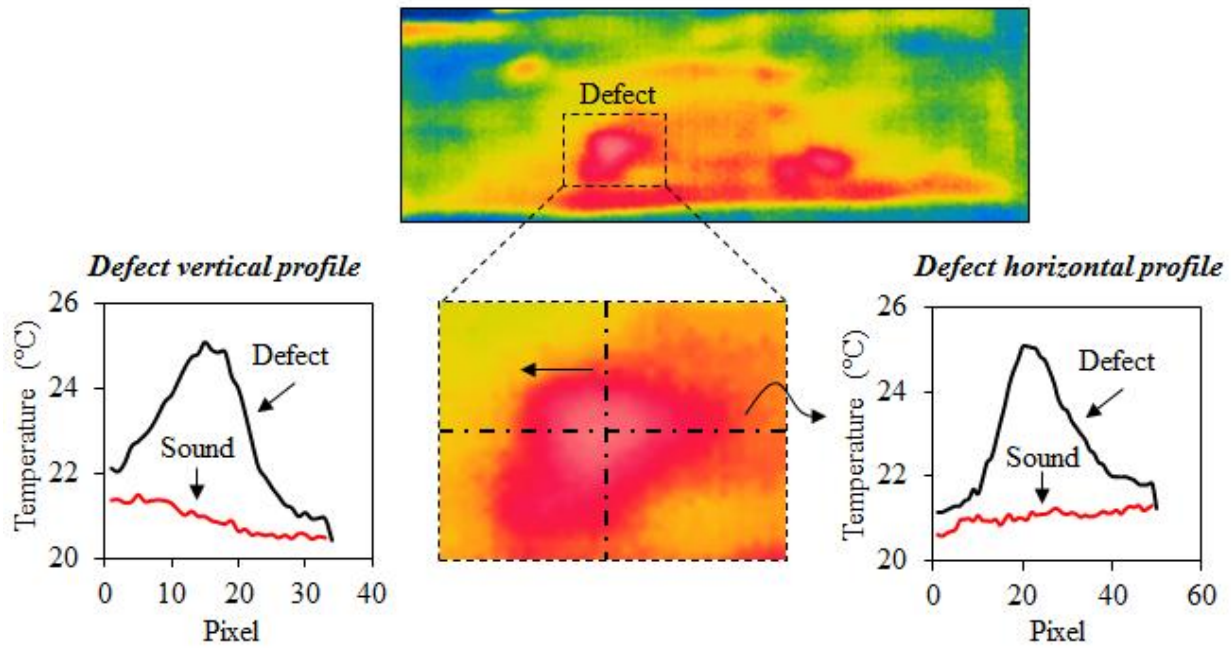 Defect
Defect vertical profile
26
24
22
20
0
10
20
30
40
Temperature (°C)
Pixel
Defect
Sound
Defect horizontal profile
26
24
22
20
0
20
40
60
Temperature (°C)
Pixel
Defect
Sound